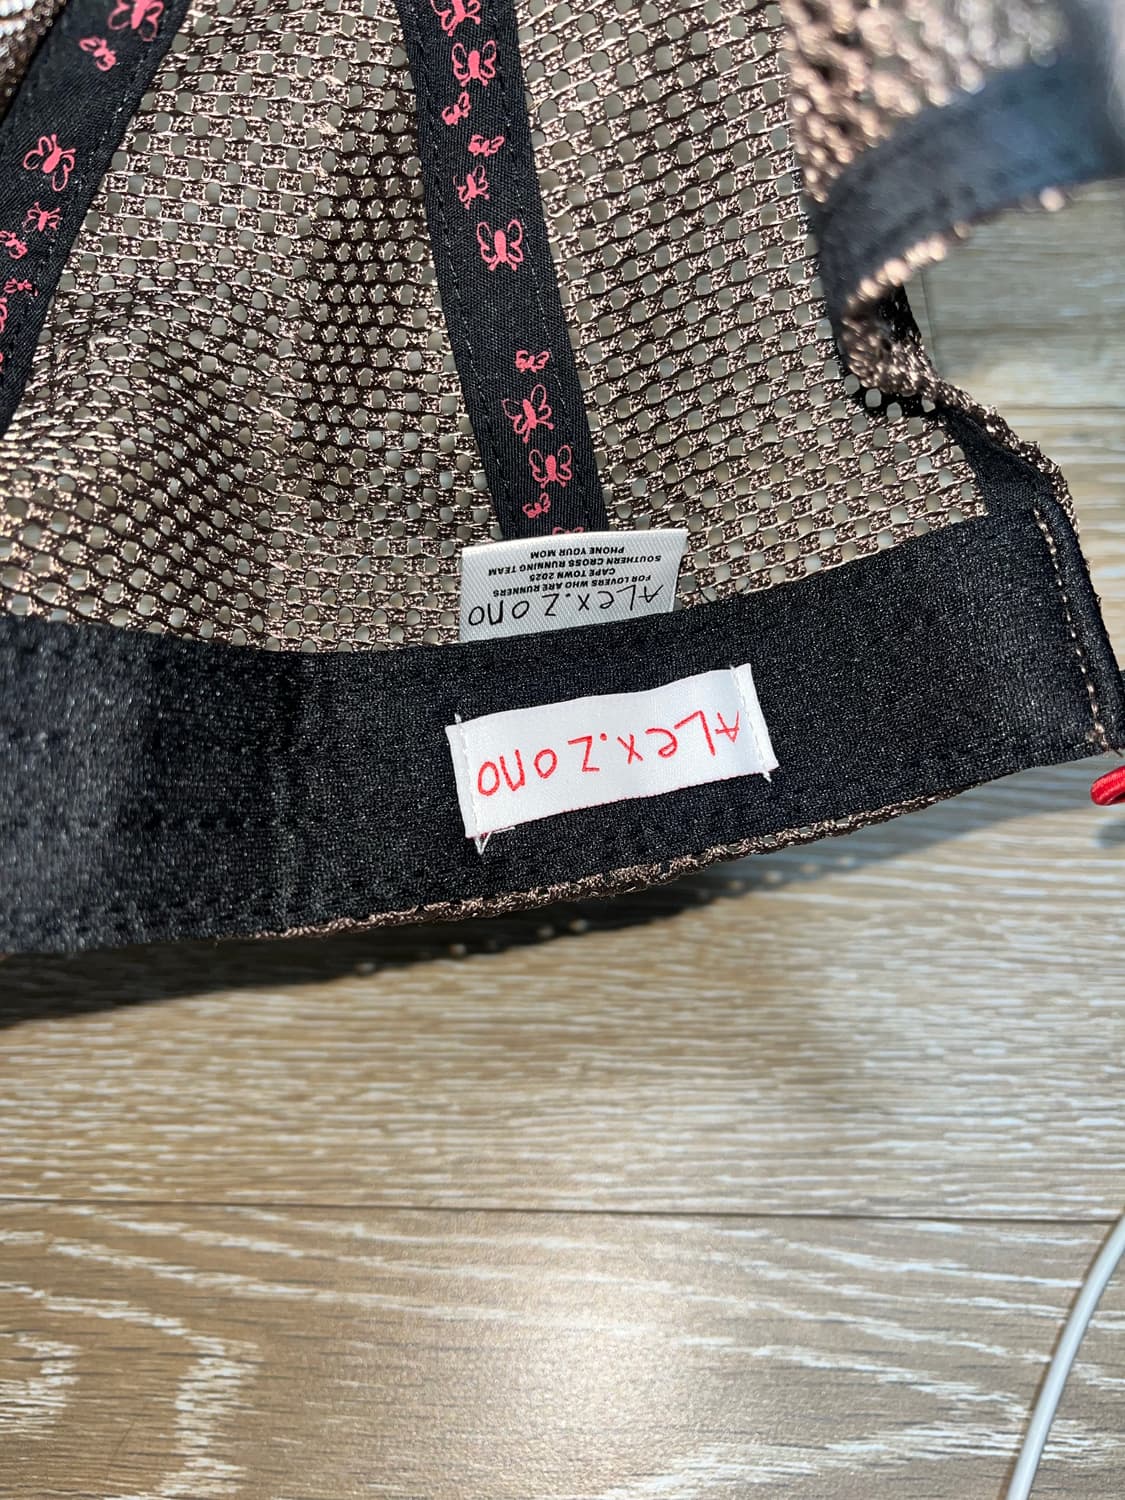 ALex.Zono
ALex.Zono
FOR LOVERS WHO ARE RUNNERS
CAPE TOWN 2025
SOUTHERN CROSS RUNNING TEAM
PHONE YOUR MOM